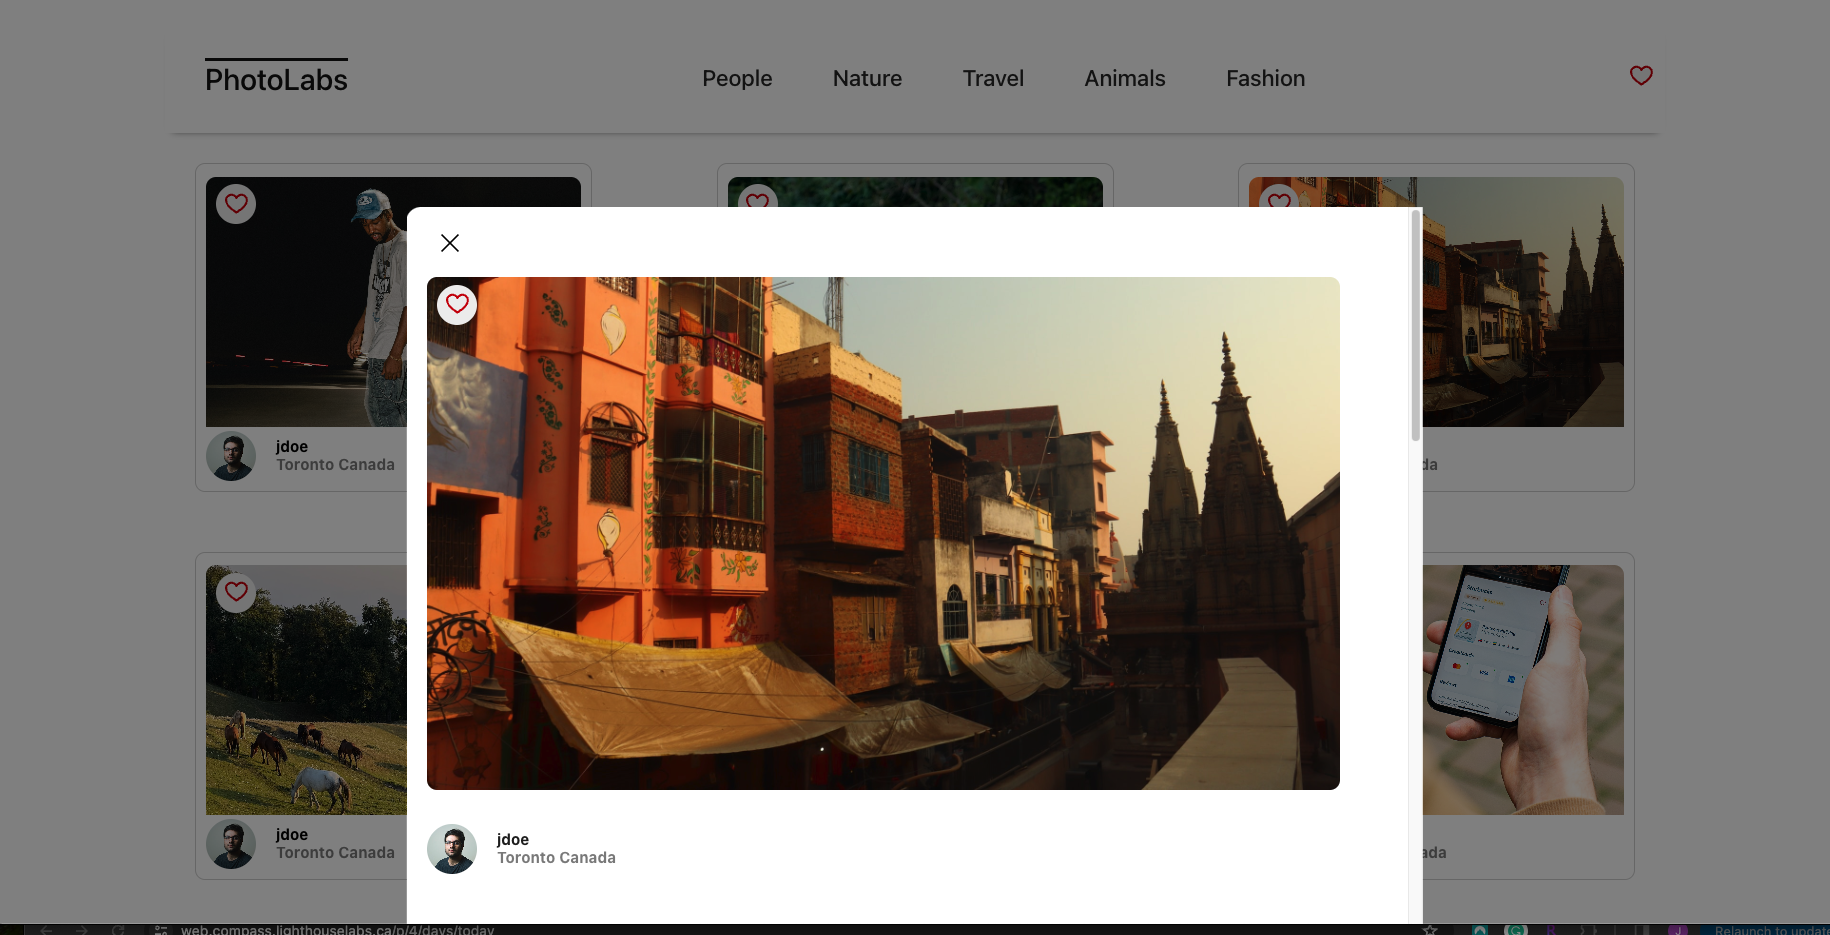 PhotoLabs
People
Nature
Travel
Animals
Fashion
jdoe
Toronto Canada
da
jdoe
Toronto Canada
ada
jdoe
Toronto Canada
web.compass.lighthouselabs.ca/p/4/days/today
Relaunch to update